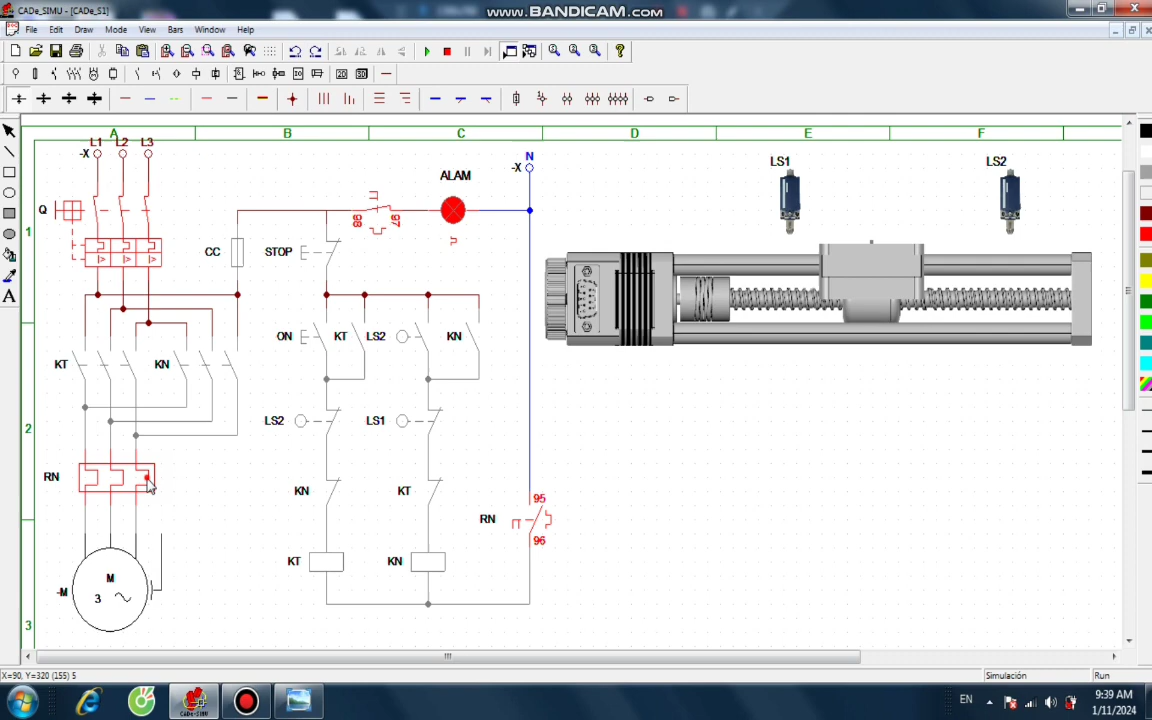 CADe_SIMU - [CADe_S1]
www.BANDICAM.com
File Edit Draw Mode View Bars Window Help
A B C D E F
L1 L2 L3
-X
N
-X
ALAM
LS1
LS2
Q
98 97
1
CC
STOP
ON
KT
LS2
KN
KT
KN
LS2
LS1
2
RN
KN
KT
RN
95
96
KT
KN
M
3
-M
3
X=90, Y=320 (155) 5
Simulación
Run
CADe-SIMU
EN
9:39 AM
1/11/2024